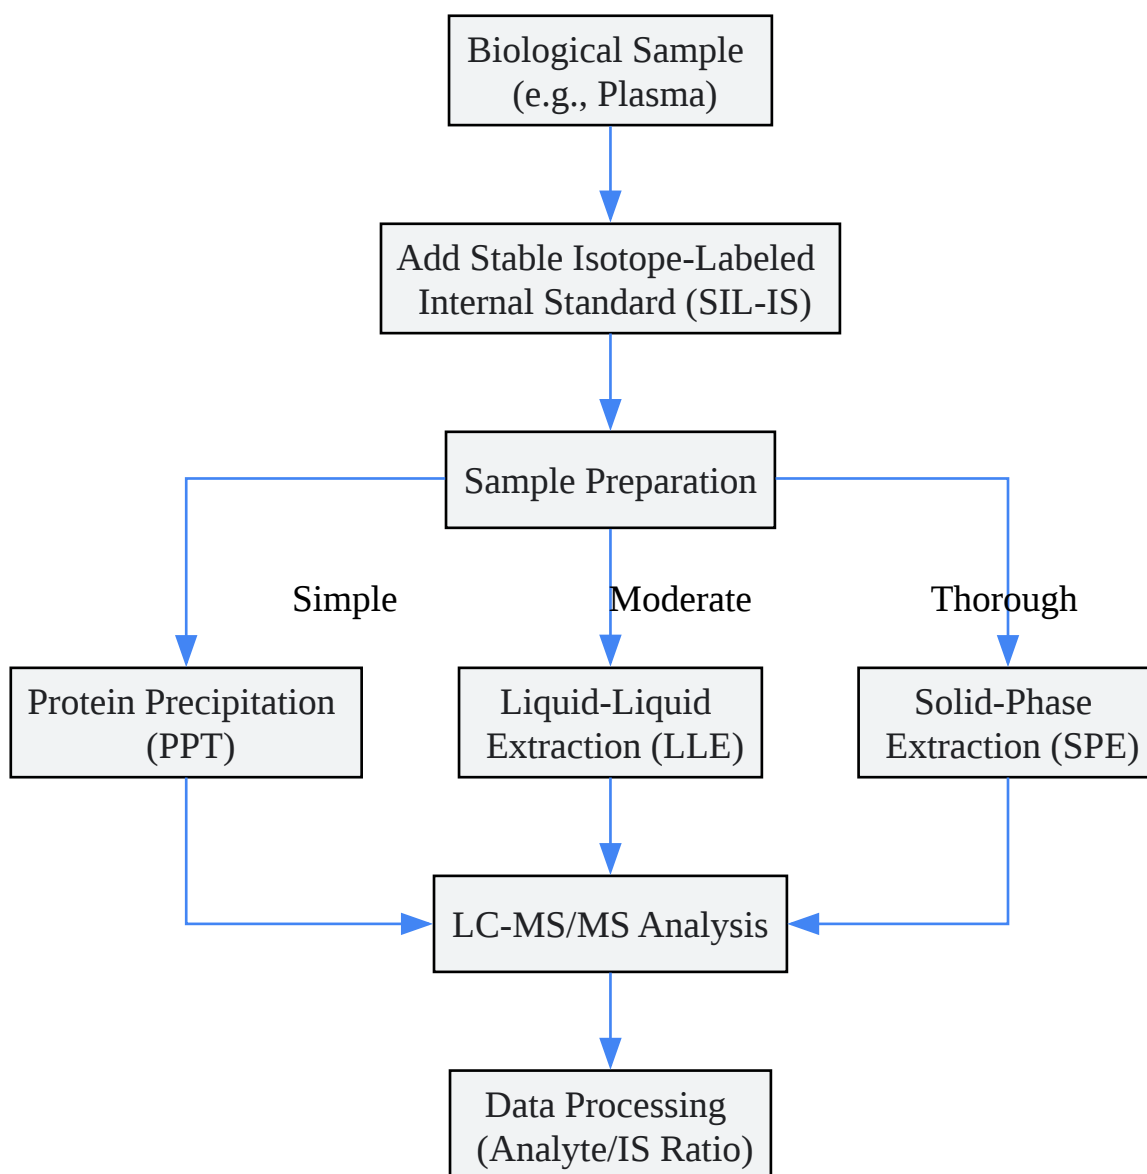 Biological Sample
(e.g., Plasma)
Add Stable Isotope-Labeled
Internal Standard (SIL-IS)
Sample Preparation
Simple
Moderate
Thorough
Protein Precipitation
(PPT)
Liquid-Liquid
Extraction (LLE)
Solid-Phase
Extraction (SPE)
LC-MS/MS Analysis
Data Processing
(Analyte/IS Ratio)